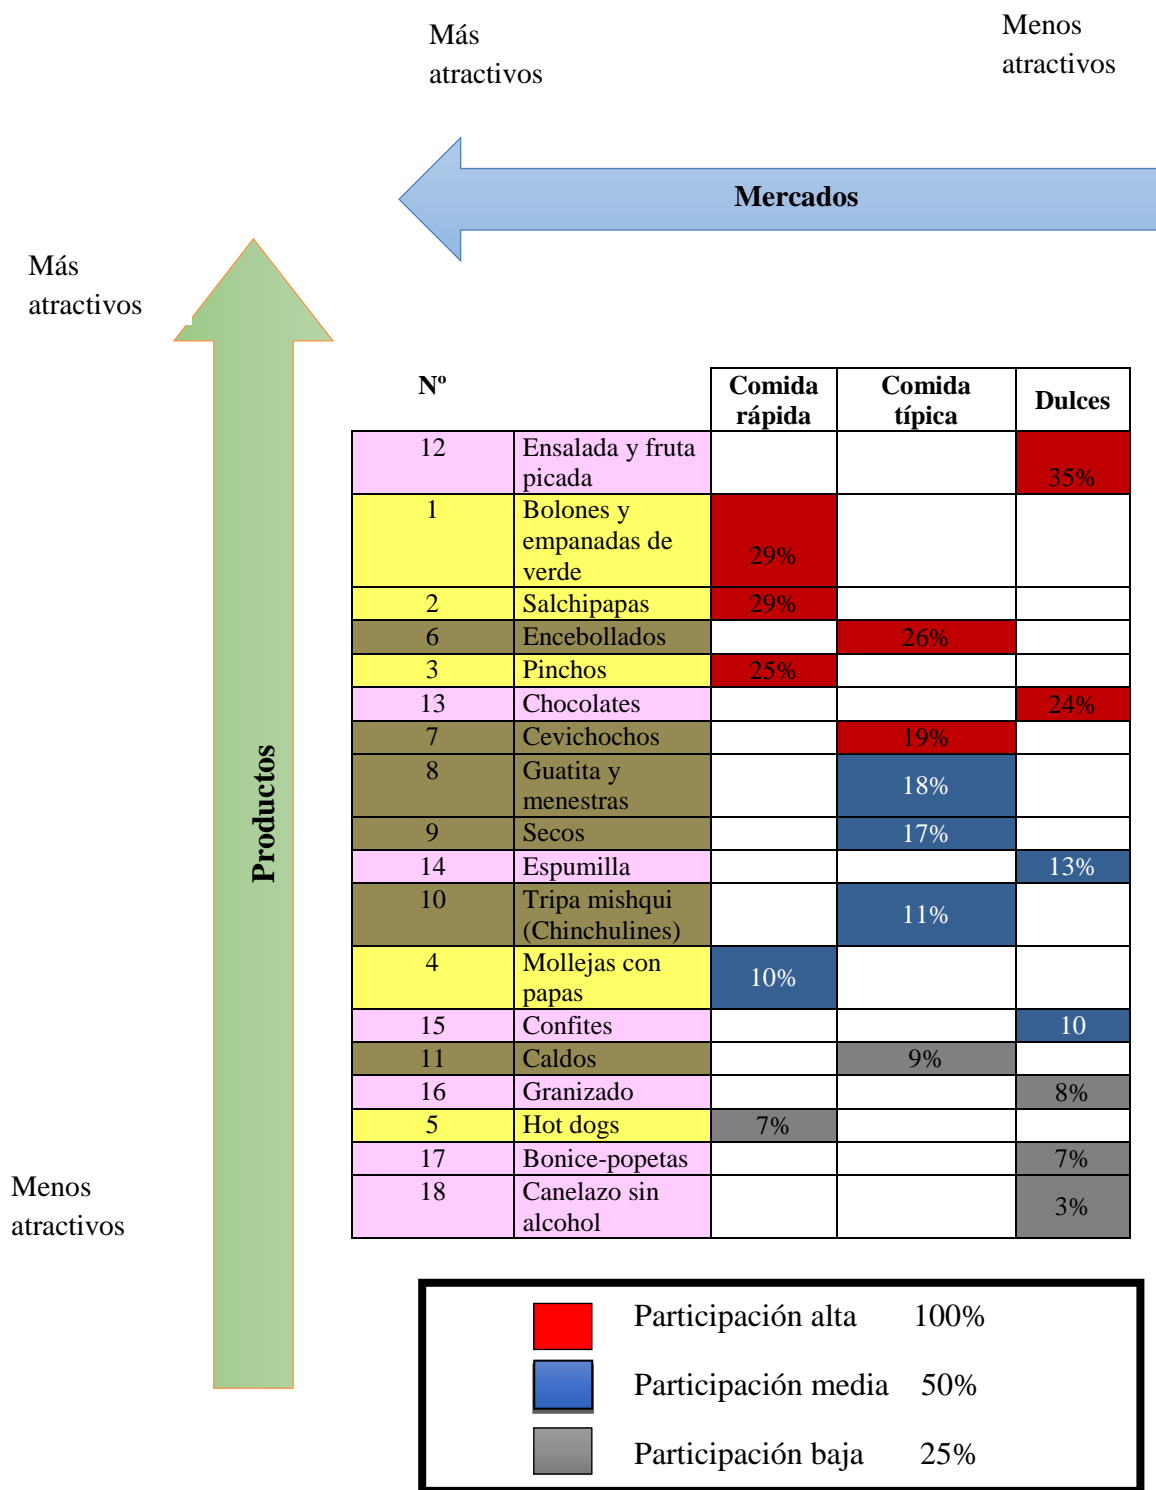 Más
atractivos
Menos
atractivos
Mercados
Más
atractivos
Productos
Menos
atractivos
Nº
Comida
rápida
Comida
típica
Dulces
12 Ensalada y fruta
picada 35%
1 Bolones y
empanadas de
verde 29%
2 Salchipapas 29%
6 Encebollados 26%
3 Pinchos 25%
13 Chocolates 24%
7 Cevichochos 19%
8 Guatita y
menestras 18%
9 Secos 17%
14 Espumilla 13%
10 Tripa mishqui
(Chinchulines) 11%
4 Mollejas con
papas 10%
15 Confites 10
11 Caldos 9%
16 Granizado 8%
5 Hot dogs 7%
17 Bonice-popetas 7%
18 Canelazo sin
alcohol 3%
Participación alta 100%
Participación media 50%
Participación baja 25%